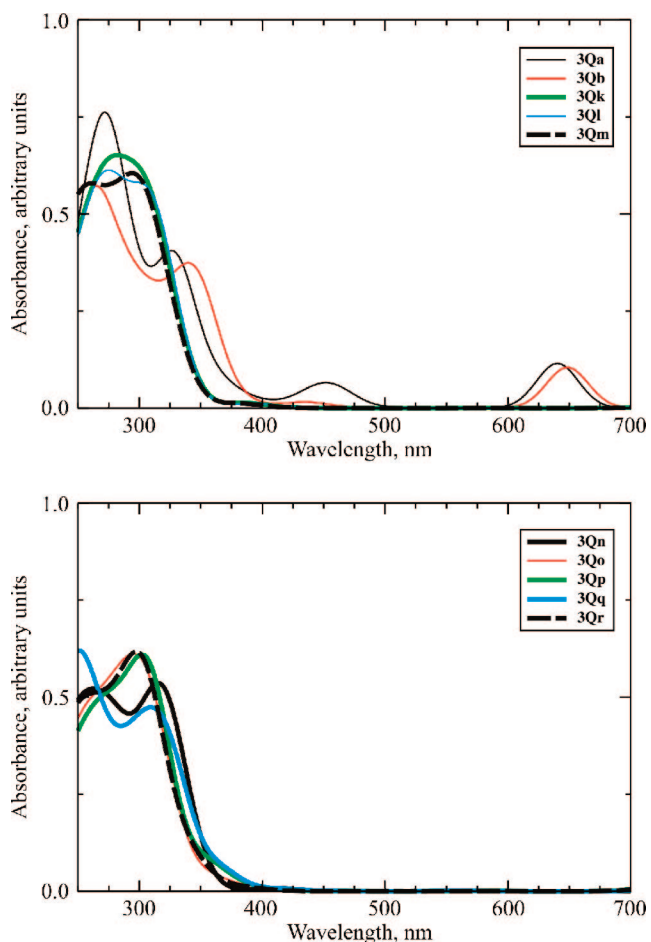 1.0
0.5
0.0
Absorbance, arbitrary units
3Qa
3Qb
3Qk
3Ql
3Qm
300
400
500
600
700
Wavelength, nm
1.0
0.5
0.0
Absorbance, arbitrary units
3Qn
3Qo
3Qp
3Qq
3Qr
300
400
500
600
700
Wavelength, nm